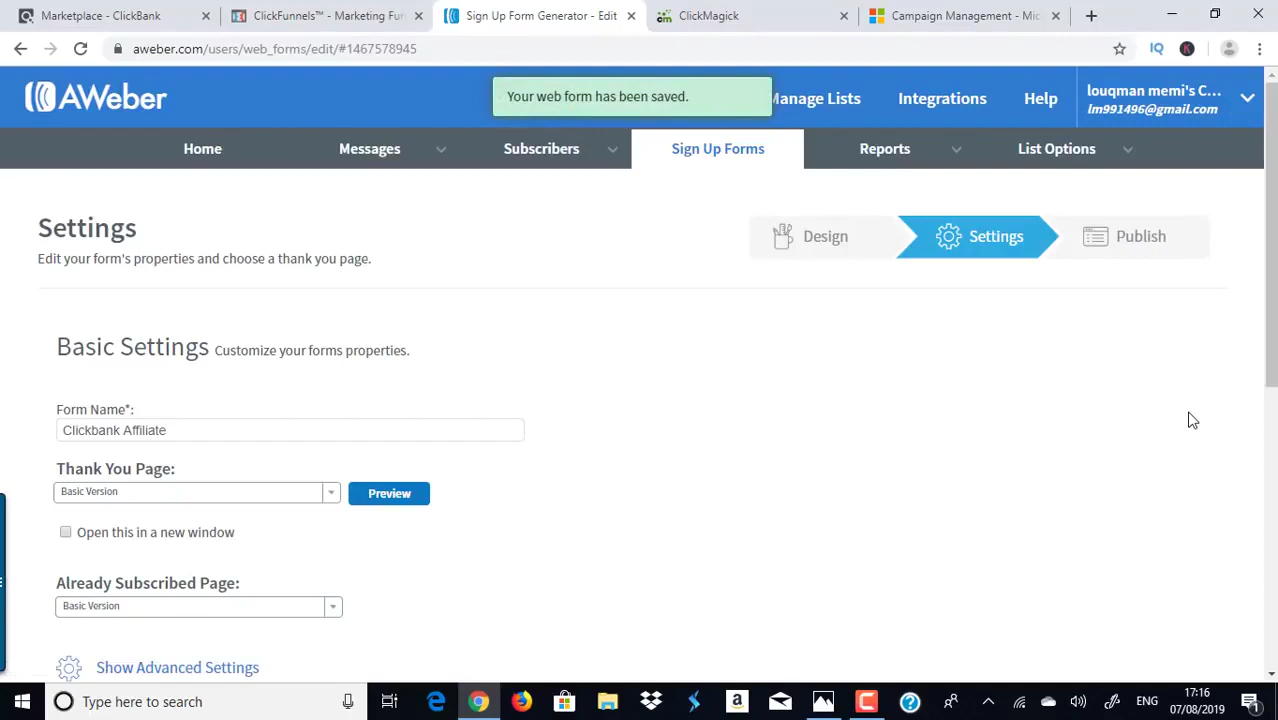 Marketplace - ClickBank
ClickFunnels™ - Marketing Fu
Sign Up Form Generator - Edit
ClickMagick
Campaign Management - Mic
aweber.com/users/web_forms/edit/#1467578945
IQ
K
AWeber
Your web form has been saved.
Manage Lists
Integrations
Help
louqman memi's C...
lm991496@gmail.com
Home
Messages
Subscribers
Sign Up Forms
Reports
List Options
Settings
Edit your form's properties and choose a thank you page.
Design
Settings
Publish
Basic Settings Customize your forms properties.
Form Name*:
Clickbank Affiliate
Thank You Page:
Basic Version
Preview
Open this in a new window
Already Subscribed Page:
Basic Version
Show Advanced Settings
Type here to search
ENG
17:16
07/08/2019
1